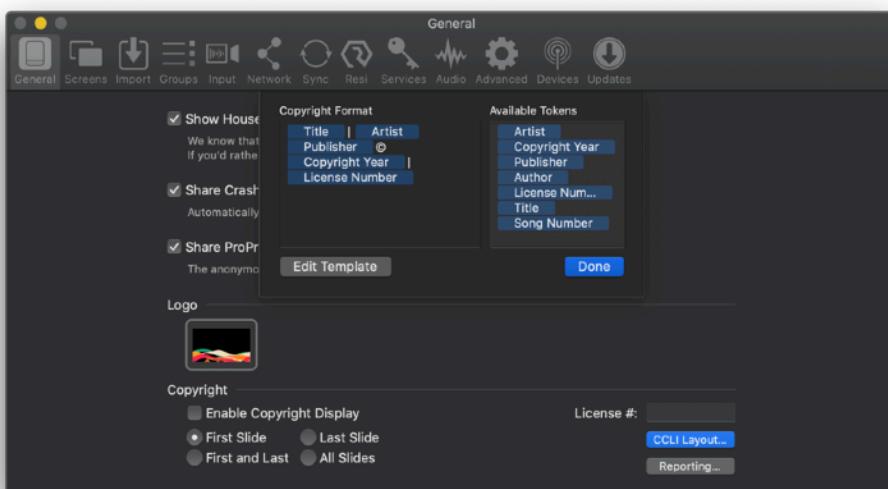 General
General Screens Import Groups Input Network Sync Resi Services Audio Advanced Devices Updates
Show House
We know that
If you'd rathe
Share Crash
Automatically
Share ProPr
The anonymo
Copyright Format
Title | Artist
Publisher ©
Copyright Year |
License Number
Edit Template
Available Tokens
Artist
Copyright Year
Publisher
Author
License Num...
Title
Song Number
Done
Logo
Copyright
Enable Copyright Display
License #:
First Slide Last Slide
CCLI Layout...
First and Last All Slides
Reporting...